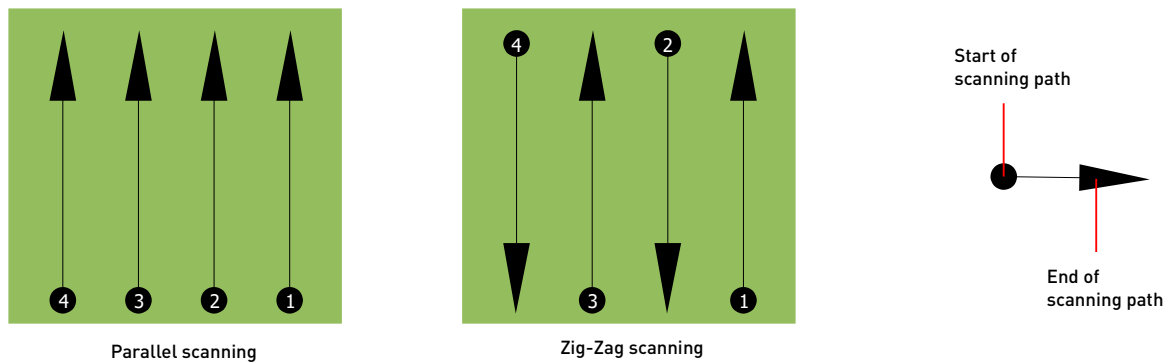 4 3 2 1
Parallel scanning
4 2
3 1
Zig-Zag scanning
Start of
scanning path
End of
scanning path